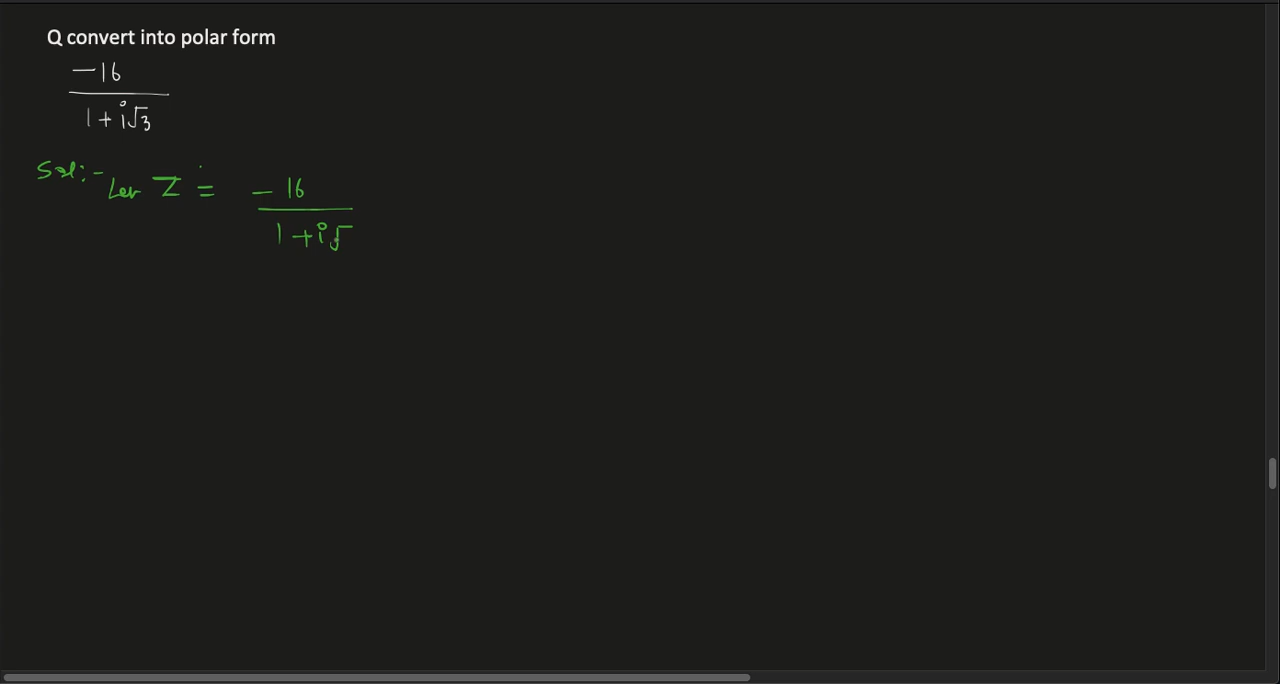 Q convert into polar form
-16
1+i√3
Sol:- Let Z = -16
1+i√